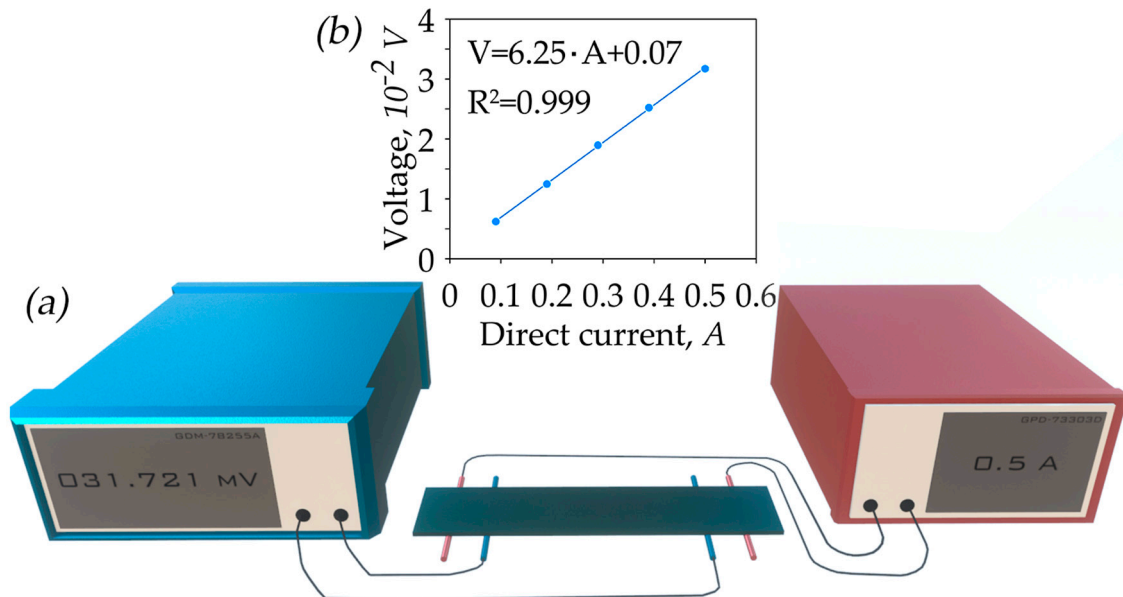 (b)
Voltage, 10⁻² V
4
3
2
1
0
V=6.25·A+0.07
R²=0.999
0 0.1 0.2 0.3 0.4 0.5 0.6
Direct current, A
(a)
GDM-78255A
031.721 мV
GPD-73303D
0.5 A